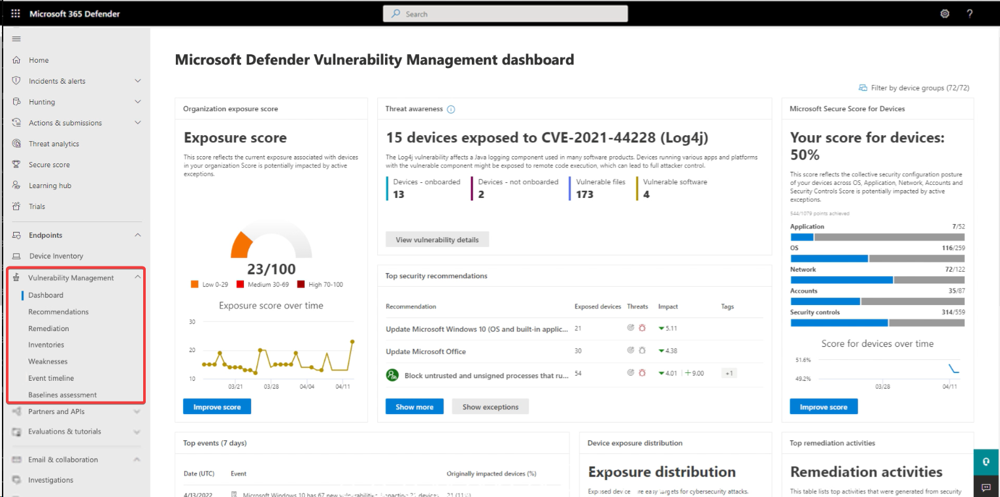 Microsoft 365 Defender
Search
?
Home
Incidents & alerts
Hunting
Actions & submissions
Threat analytics
Secure score
Learning hub
Trials
Endpoints
Device Inventory
Vulnerability Management
Dashboard
Recommendations
Remediation
Inventories
Weaknesses
Event timeline
Baselines assessment
Partners and APIs
Evaluations & tutorials
Email & collaboration
Investigations
Microsoft Defender Vulnerability Management dashboard
Filter by device groups (72/72)
Organization exposure score
Exposure score
This score reflects the current exposure associated with devices
in your organization Score is potentially impacted by active
exceptions.
23/100
Low 0-29 Medium 30-69 High 70-100
Exposure score over time
30
20
10
03/21 03/28 04/04 04/11
Improve score
Threat awareness
15 devices exposed to CVE-2021-44228 (Log4j)
The Log4j vulnerability affects a Java logging component used in many software products. Devices running various apps and platforms
with the vulnerable component might be exposed to remote code execution, which can lead to full attacker control.
Devices - onboarded Devices - not onboarded Vulnerable files Vulnerable software
13 2 173 4
View vulnerability details
Top security recommendations
Recommendation Exposed devices Threats Impact Tags
Update Microsoft Windows 10 (OS and built-in applic... 21 5.11
Update Microsoft Office 30 4.38
Block untrusted and unsigned processes that ru... 54 4.01 +9.00 +1
Show more Show exceptions
Microsoft Secure Score for Devices
Your score for devices:
50%
This score reflects the collective security configuration posture
of your devices across OS, Application, Network, Accounts and
Security Controls Score is potentially impacted by active
exceptions.
544/1079 points achieved
Application 7/52
OS 116/259
Network 72/122
Accounts 35/87
Security controls 314/559
Score for devices over time
51.6%
49.2%
03/28 04/11
Improve score
Top events (7 days)
Date (UTC) Event Originally impacted devices (%)
4/13/2022 Microsoft Windows 10 has 67 new vulnerabilities impacting 21 devices
Device exposure distribution
Exposure distribution
Exposed device are easy targets for cybersecurity attacks.
Top remediation activities
Remediation activities
This table lists top activities that were generated from security